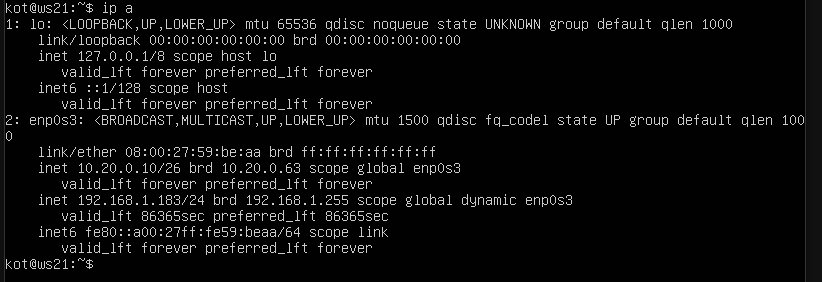 kot@ws21:~$ ip a
1: lo: <LOOPBACK,UP,LOWER_UP> mtu 65536 qdisc noqueue state UNKNOWN group default qlen 1000
    link/loopback 00:00:00:00:00:00 brd 00:00:00:00:00:00
    inet 127.0.0.1/8 scope host lo
       valid_lft forever preferred_lft forever
    inet6 ::1/128 scope host
       valid_lft forever preferred_lft forever
2: enp0s3: <BROADCAST,MULTICAST,UP,LOWER_UP> mtu 1500 qdisc fq_codel state UP group default qlen 100
0
    link/ether 08:00:27:59:be:aa brd ff:ff:ff:ff:ff:ff
    inet 10.20.0.10/26 brd 10.20.0.63 scope global enp0s3
       valid_lft forever preferred_lft forever
    inet 192.168.1.183/24 brd 192.168.1.255 scope global dynamic enp0s3
       valid_lft 86365sec preferred_lft 86365sec
    inet6 fe80::a00:27ff:fe59:beaa/64 scope link
       valid_lft forever preferred_lft forever
kot@ws21:~$